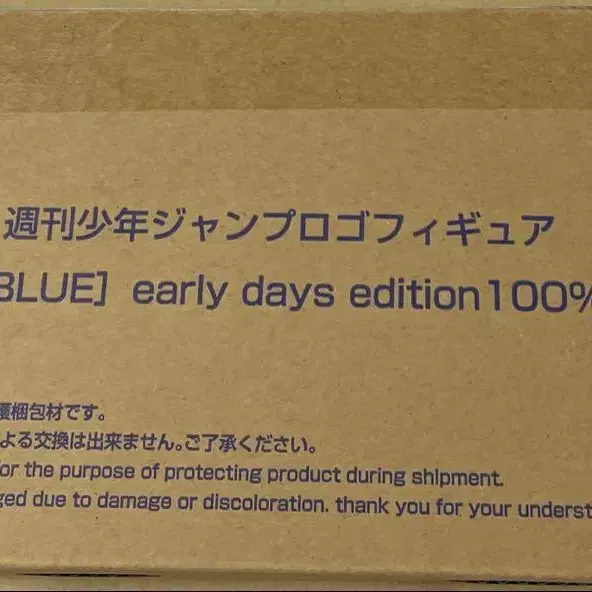 週刊少年ジャンプロゴフィギュア
BLUE］early days edition100%
梱包材です。
よる交換は出来ません。ご了承ください。
for the purpose of protecting product during shipment.
ged due to damage or discoloration. thank you for your underst